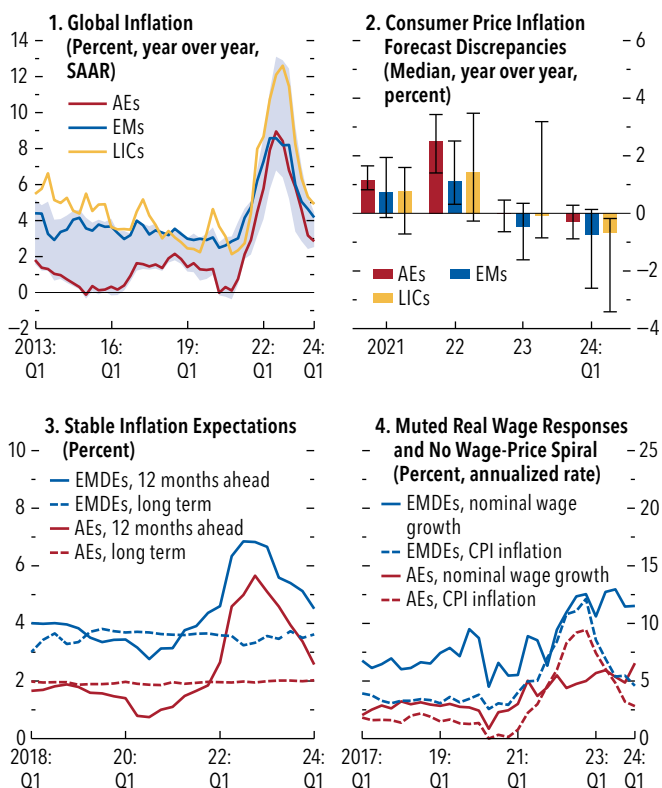 1. Global Inflation
(Percent, year over year,
SAAR)
AEs
EMs
LICs
14
12
10
8
6
4
2
0
−2
2013:
Q1
16:
Q1
19:
Q1
22:
Q1
24:
Q1
2. Consumer Price Inflation
Forecast Discrepancies
(Median, year over year,
percent)
6
4
2
0
−2
−4
AEs
EMs
LICs
2021
22
23
24:
Q1
3. Stable Inflation Expectations
(Percent)
EMDEs, 12 months ahead
EMDEs, long term
AEs, 12 months ahead
AEs, long term
10
8
6
4
2
0
2018:
Q1
20:
Q1
22:
Q1
24:
Q1
4. Muted Real Wage Responses
and No Wage-Price Spiral
(Percent, annualized rate)
EMDEs, nominal wage
growth
EMDEs, CPI inflation
AEs, nominal wage growth
AEs, CPI inflation
25
20
15
10
5
0
2017:
Q1
19:
Q1
21:
Q1
23:
Q1
24:
Q1